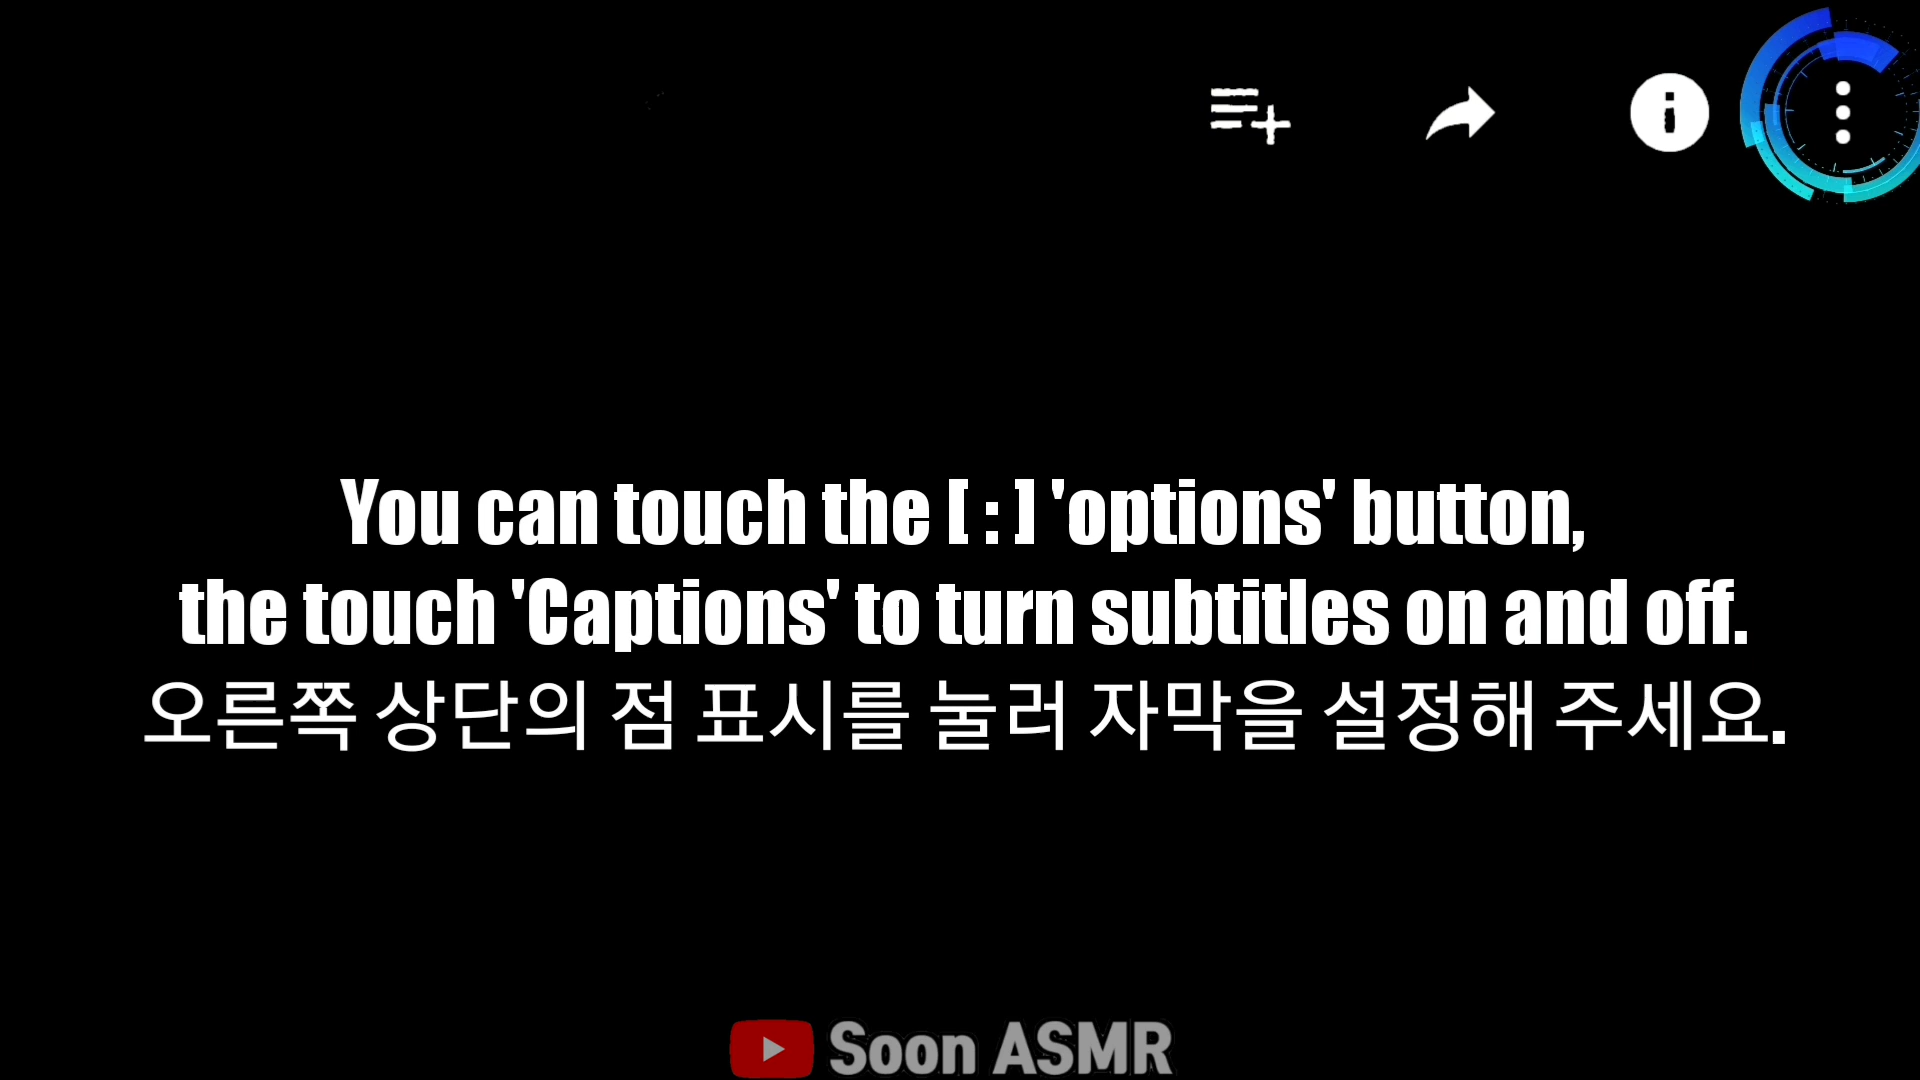 You can touch the [ : ] 'options' button,
the touch 'Captions' to turn subtitles on and off.
오른쪽 상단의 점 표시를 눌러 자막을 설정해 주세요.
Soon ASMR